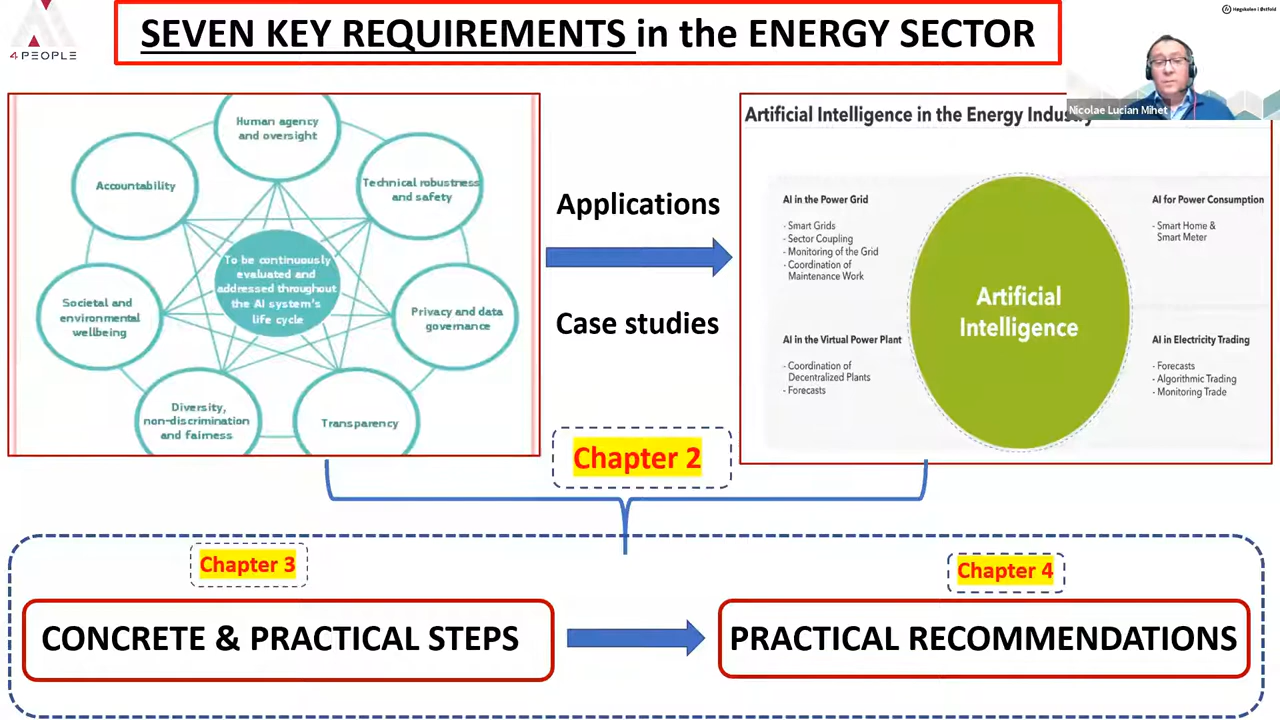 4PEOPLE
SEVEN KEY REQUIREMENTS in the ENERGY SECTOR
Høgskolen i Østfold
Nicolae Lucian Mihet
Human agency
and oversight
Accountability
Technical robustness
and safety
To be continuously
evaluated and
addressed throughout
the AI system's
life cycle
Societal and
environmental
wellbeing
Privacy and data
governance
Diversity,
non-discrimination
and fairness
Transparency
Applications
Case studies
Artificial Intelligence in the Energy Industry
AI in the Power Grid
- Smart Grids
- Sector Coupling
- Monitoring of the Grid
- Coordination of
Maintenance Work
AI for Power Consumption
- Smart Home &
Smart Meter
Artificial
Intelligence
AI in the Virtual Power Plant
- Coordination of
Decentralized Plants
- Forecasts
AI in Electricity Trading
- Forecasts
- Algorithmic Trading
- Monitoring Trade
Chapter 2
Chapter 3
Chapter 4
CONCRETE & PRACTICAL STEPS
PRACTICAL RECOMMENDATIONS